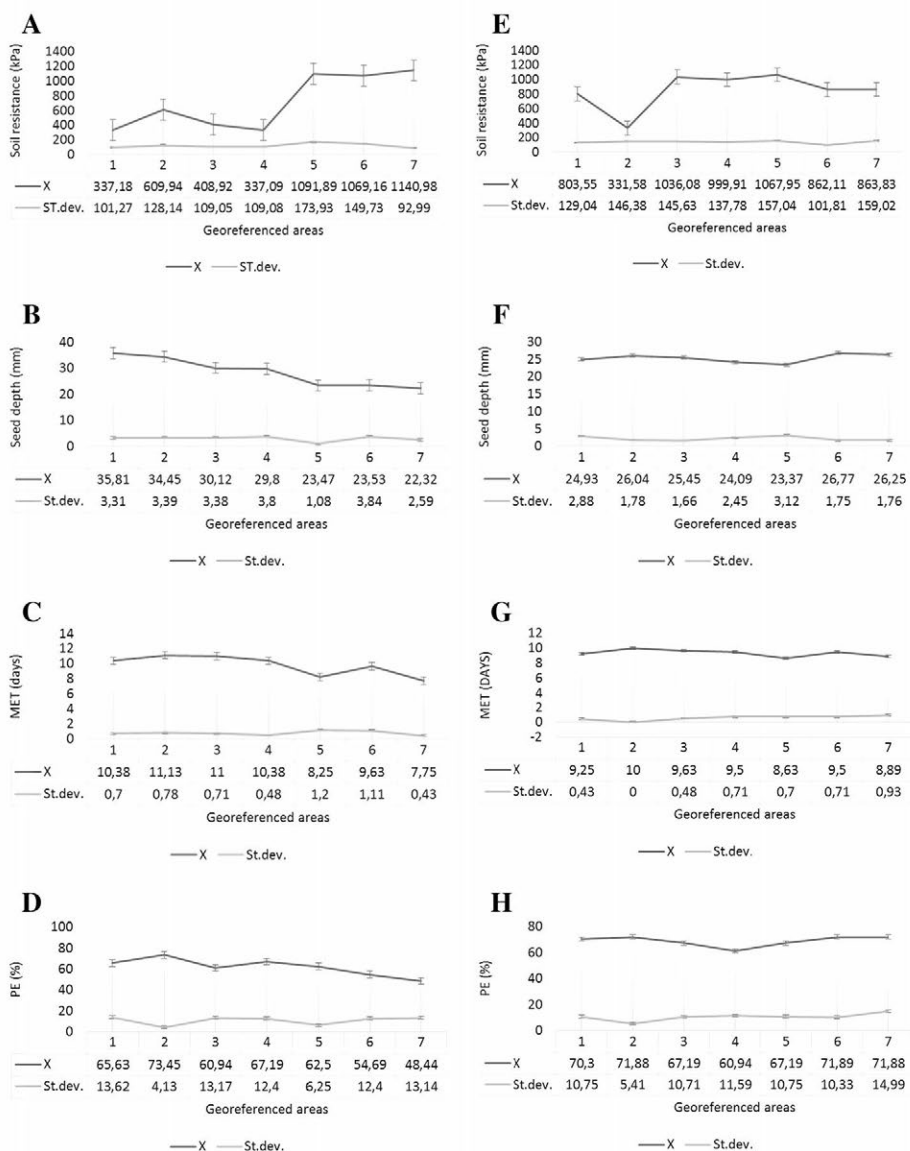 A
Soil resistance (kPa)
1400
1200
1000
800
600
400
200
0
1 2 3 4 5 6 7
X 337,18 609,94 408,92 337,09 1091,89 1069,16 1140,98
ST.dev. 101,27 128,14 109,05 109,08 173,93 149,73 92,99
Georeferenced areas
X ST.dev.
B
Seed depth (mm)
40
30
20
10
0
1 2 3 4 5 6 7
X 35,81 34,45 30,12 29,8 23,47 23,53 22,32
St.dev. 3,31 3,39 3,38 3,8 1,08 3,84 2,59
Georeferenced areas
X St.dev.
C
MET (days)
14
12
10
8
6
4
2
0
1 2 3 4 5 6 7
X 10,38 11,13 11 10,38 8,25 9,63 7,75
St.dev. 0,7 0,78 0,71 0,48 1,2 1,11 0,43
Georeferenced areas
X St.dev.
D
PE (%)
100
80
60
40
20
0
1 2 3 4 5 6 7
X 65,63 73,45 60,94 67,19 62,5 54,69 48,44
St.dev. 13,62 4,13 13,17 12,4 6,25 12,4 13,14
Georeferenced areas
X St.dev.
E
Soil resistance (kPa)
1400
1200
1000
800
600
400
200
0
1 2 3 4 5 6 7
X 803,55 331,58 1036,08 999,91 1067,95 862,11 863,83
St.dev. 129,04 146,38 145,63 137,78 157,04 101,81 159,02
Georeferenced areas
X St.dev.
F
Seed depth (mm)
30
25
20
15
10
5
0
1 2 3 4 5 6 7
X 24,93 26,04 25,45 24,09 23,37 26,77 26,25
St.dev. 2,88 1,78 1,66 2,45 3,12 1,75 1,76
Georeferenced areas
X St.dev.
G
MET (DAYS)
12
10
8
6
4
2
0
-2
1 2 3 4 5 6 7
X 9,25 10 9,63 9,5 8,63 9,5 8,89
St.dev. 0,43 0 0,48 0,71 0,7 0,71 0,93
Georeferenced areas
X St.dev.
H
PE (%)
80
60
40
20
0
1 2 3 4 5 6 7
X 70,3 71,88 67,19 60,94 67,19 71,89 71,88
St.dev. 10,75 5,41 10,71 11,59 10,75 10,33 14,99
Georeferenced areas
X St.dev.